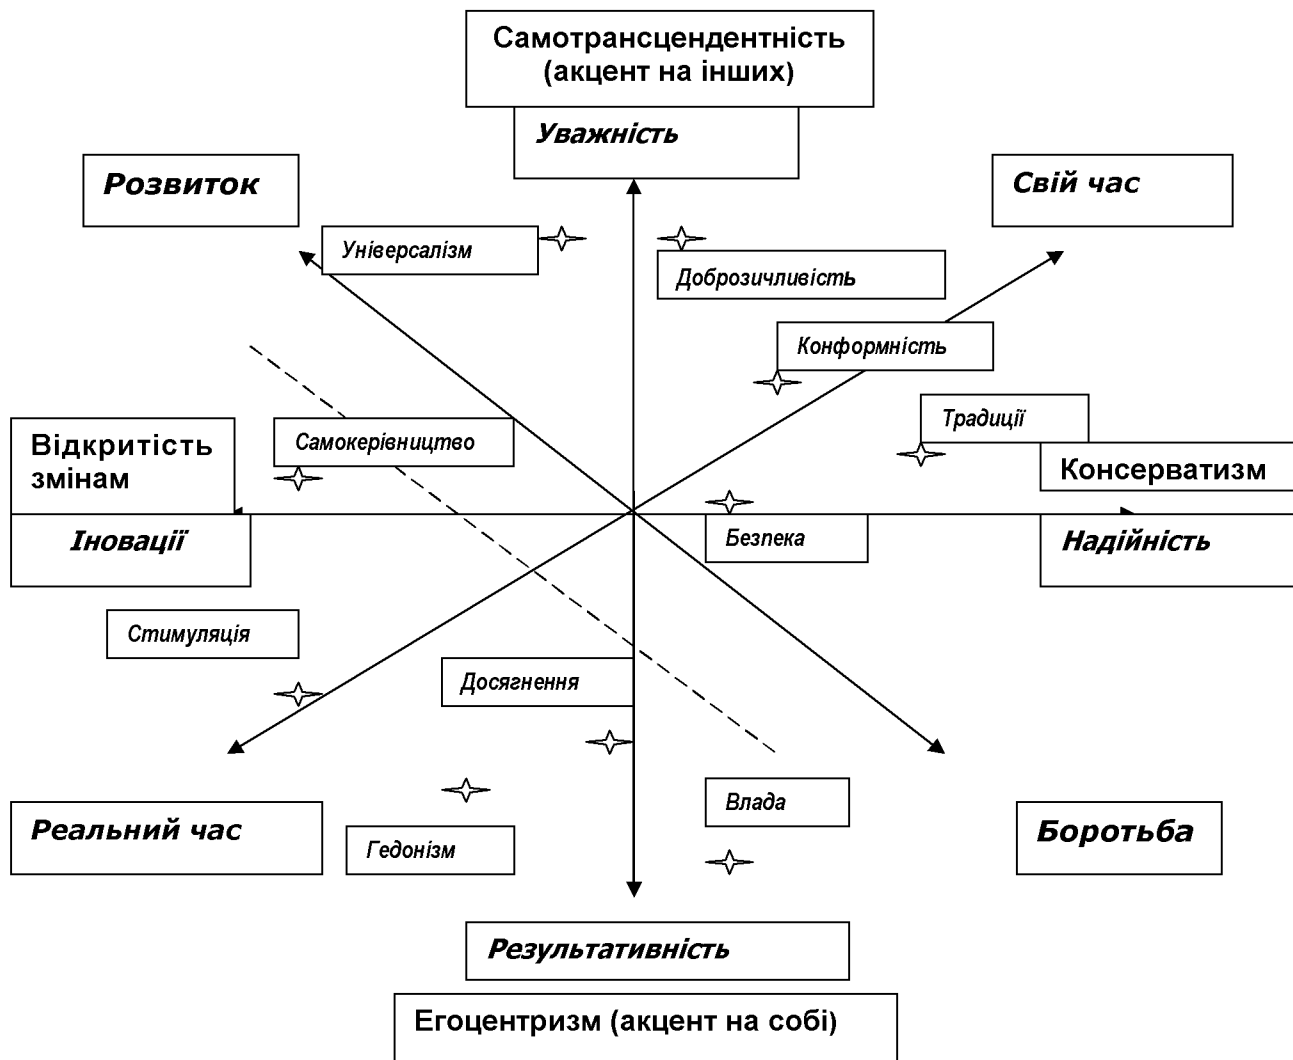 Самотрансцендентність
(акцент на інших)
Уважність
Розвиток
Свій час
Універсалізм
Доброзичливість
Конформність
Традиції
Самокерівництво
Відкритість
змінам
Консерватизм
Іновації
Безпека
Надійність
Стимуляція
Досягнення
Реальний час
Влада
Боротьба
Гедонізм
Результативність
Егоцентризм (акцент на собі)